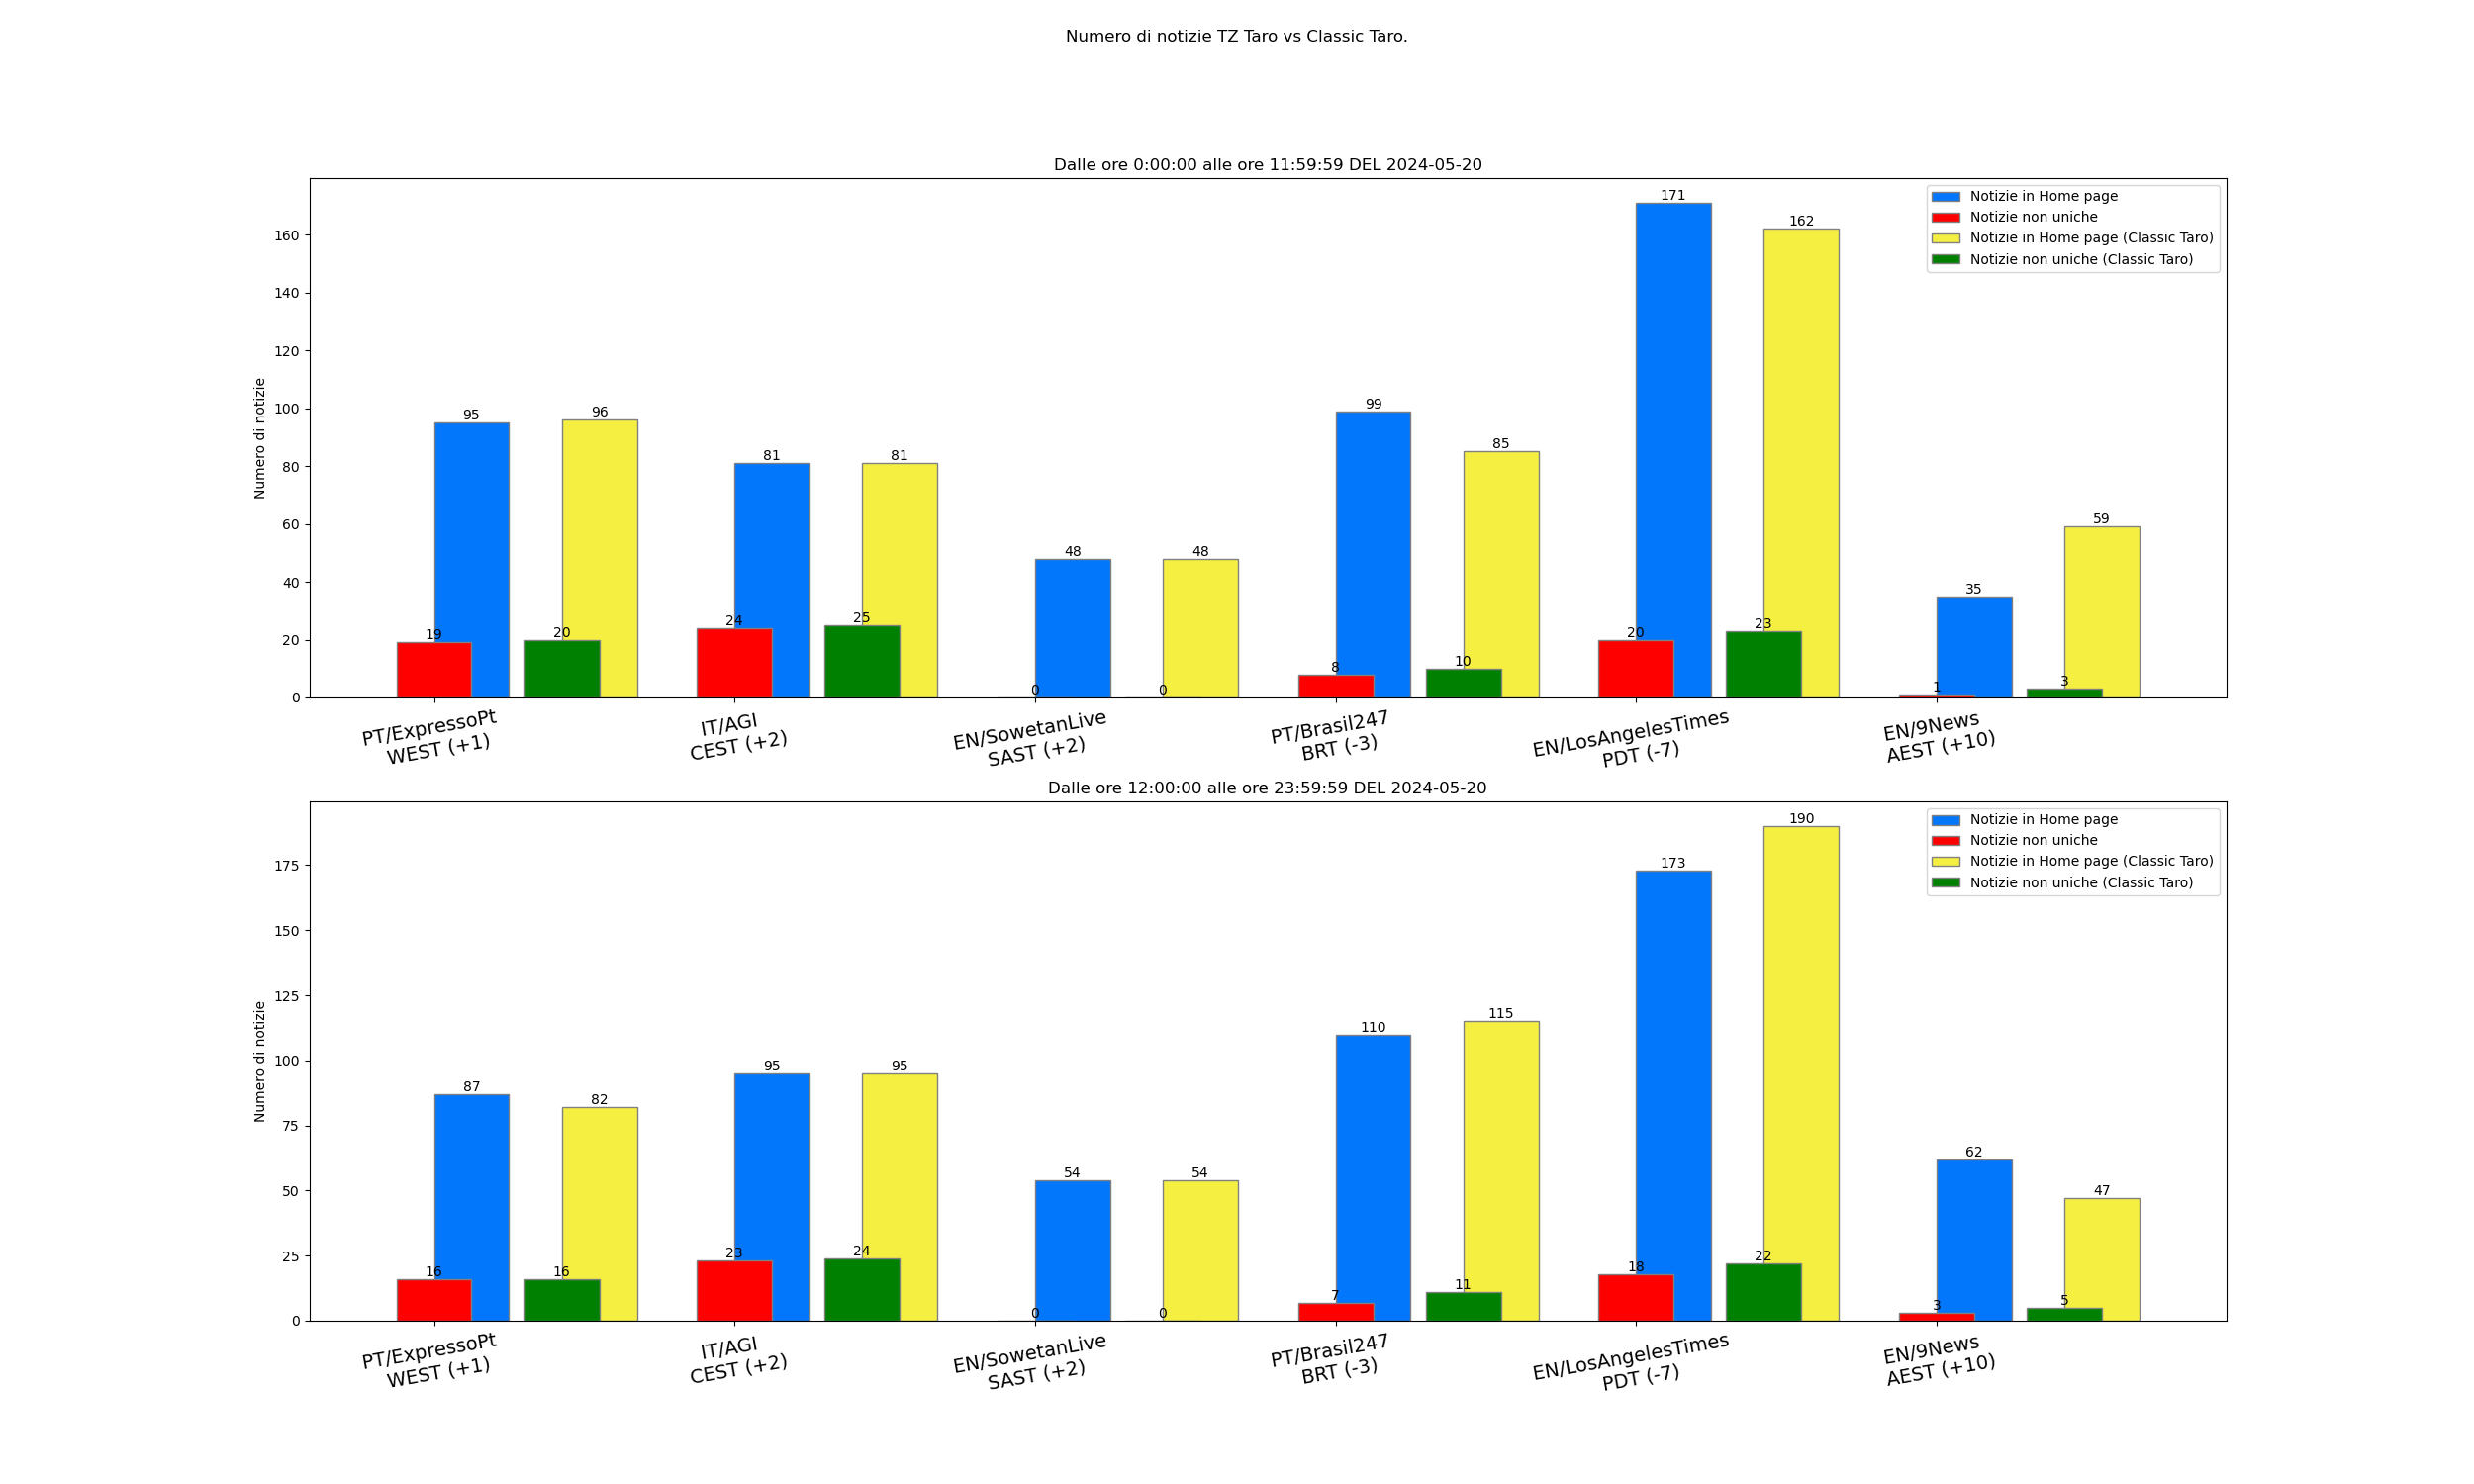 Numero di notizie TZ Taro vs Classic Taro.
Dalle ore 0:00:00 alle ore 11:59:59 DEL 2024-05-20
Numero di notizie
160
140
120
100
80
60
40
20
0
Notizie in Home page
Notizie non uniche
Notizie in Home page (Classic Taro)
Notizie non uniche (Classic Taro)
95
96
19
20
81
81
24
25
48
48
0
0
99
85
8
10
171
162
20
23
35
59
1
3
PT/ExpressoPt
WEST (+1)
IT/AGI
CEST (+2)
EN/SowetanLive
SAST (+2)
PT/Brasil247
BRT (-3)
EN/LosAngelesTimes
PDT (-7)
EN/9News
AEST (+10)
Dalle ore 12:00:00 alle ore 23:59:59 DEL 2024-05-20
Numero di notizie
175
150
125
100
75
50
25
0
Notizie in Home page
Notizie non uniche
Notizie in Home page (Classic Taro)
Notizie non uniche (Classic Taro)
87
82
16
16
95
95
23
24
54
54
0
0
110
115
7
11
173
190
18
22
62
47
3
5
PT/ExpressoPt
WEST (+1)
IT/AGI
CEST (+2)
EN/SowetanLive
SAST (+2)
PT/Brasil247
BRT (-3)
EN/LosAngelesTimes
PDT (-7)
EN/9News
AEST (+10)